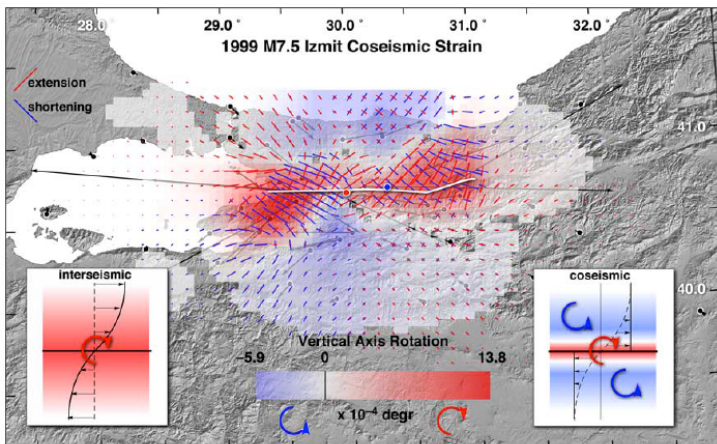 28.0
29.0
30.0
31.0
32.0
1999 M7.5 Izmit Coseismic Strain
extension
shortening
41.0
40.0
interseismic
coseismic
Vertical Axis Rotation
-5.9
0
13.8
x 10⁻⁴ degr